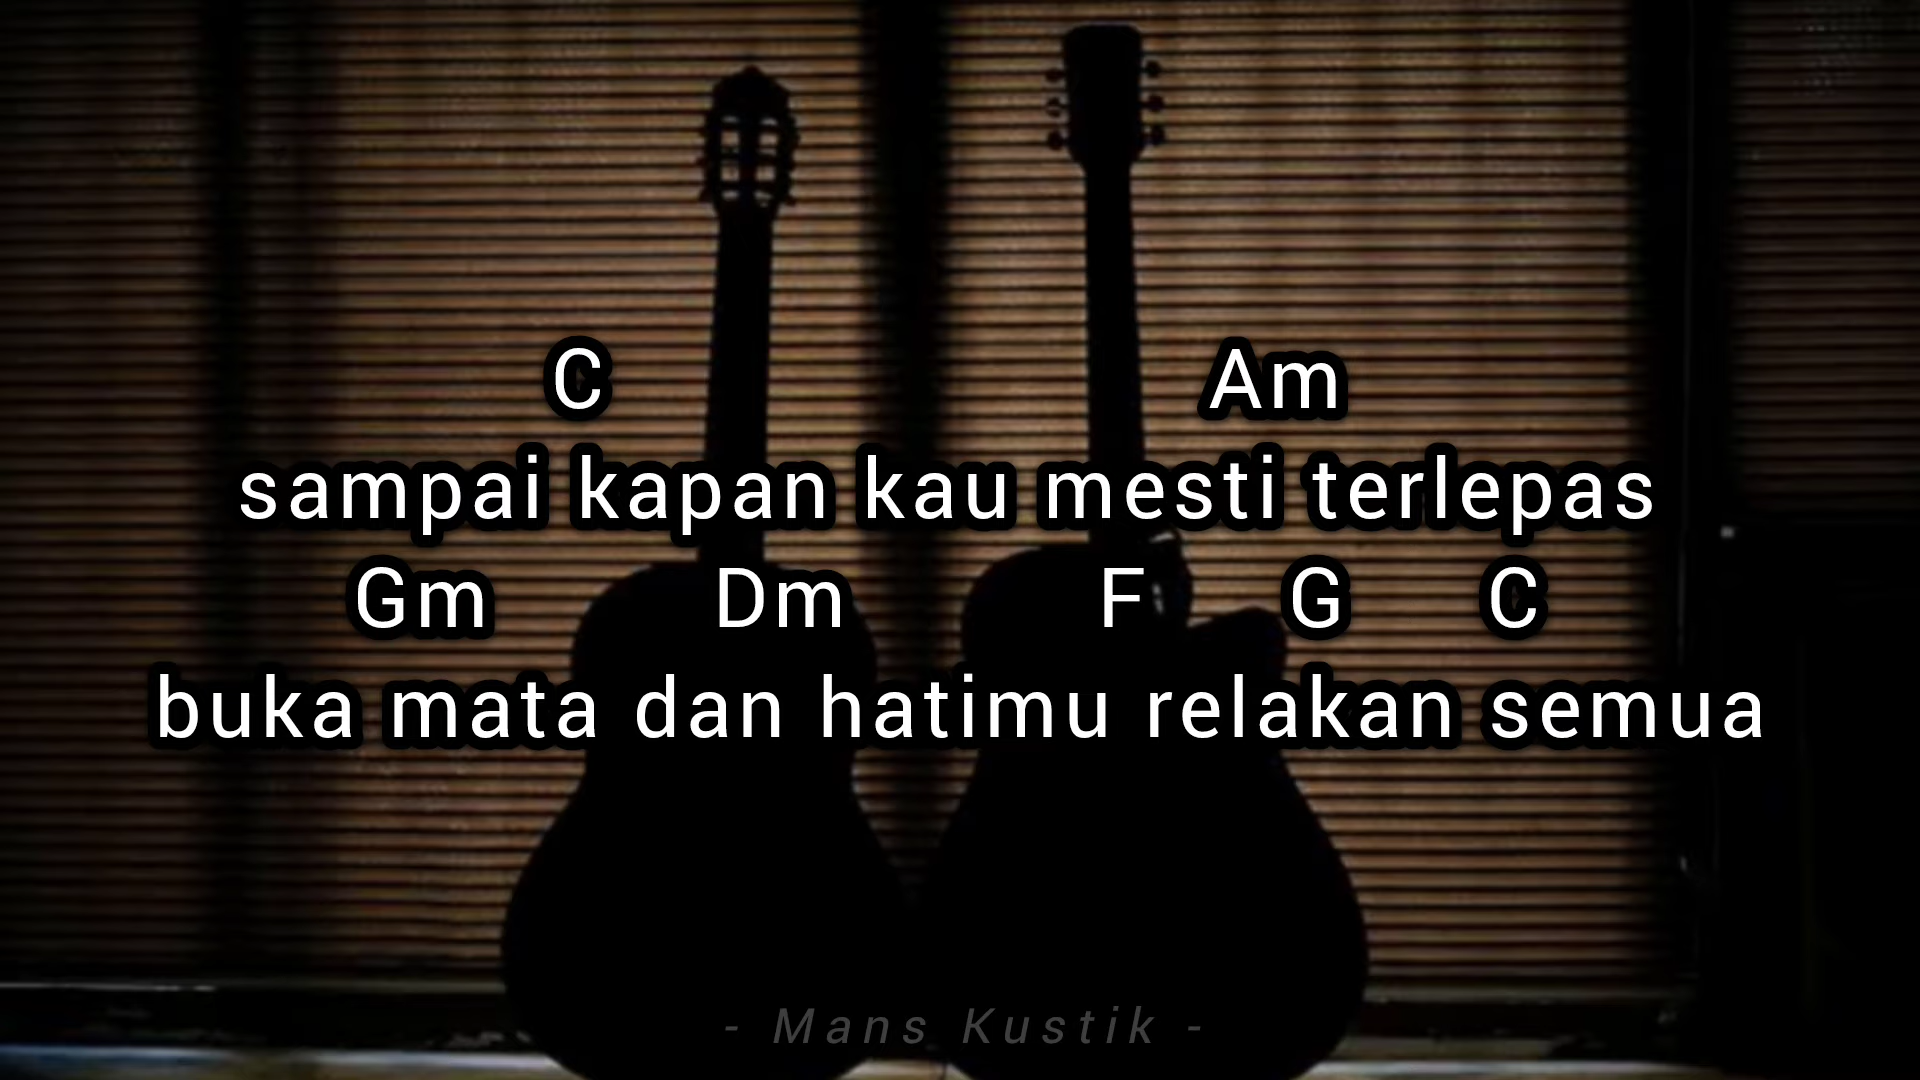 C Am
sampai kapan kau mesti terlepas
Gm Dm F G C
buka mata dan hatimu relakan semua
- Mans Kustik -